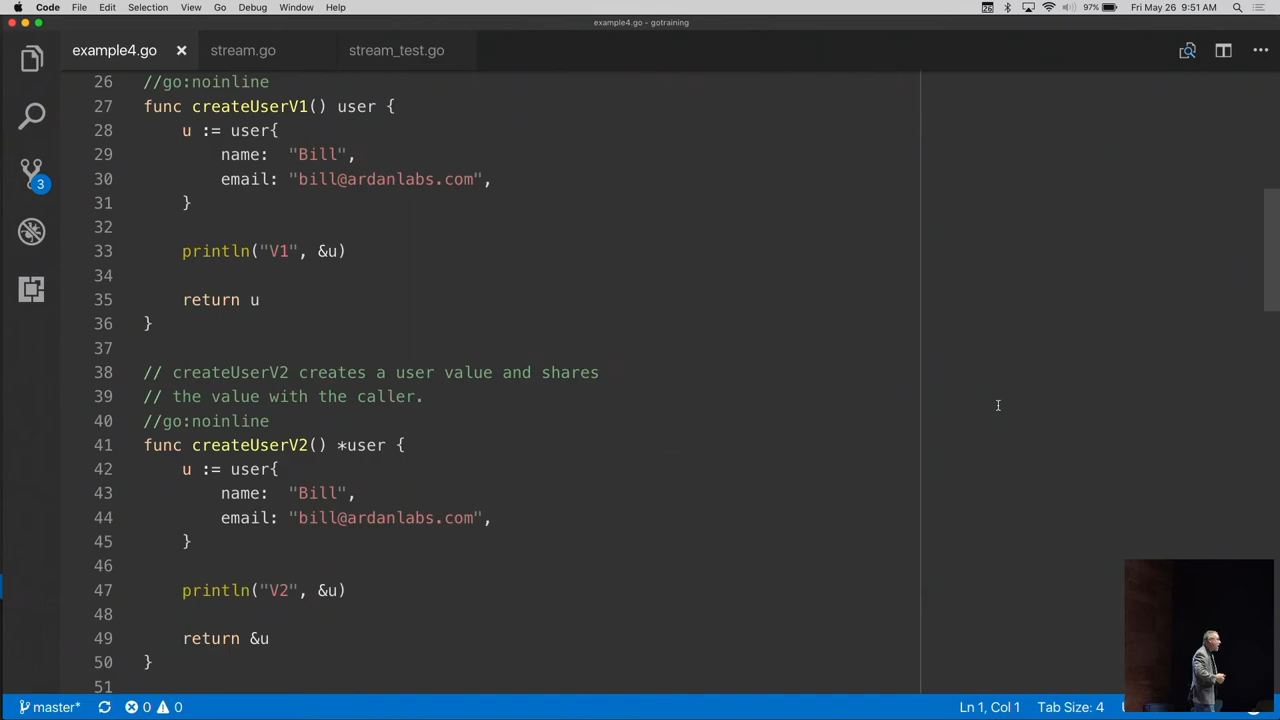 Code File Edit Selection View Go Debug Window Help 26 97% Fri May 26 9:51 AM
example4.go - gotraining
example4.go stream.go stream_test.go
26 //go:noinline
27 func createUserV1() user {
28 u := user{
29 name: "Bill",
30 email: "bill@ardanlabs.com",
31 }
32
33 println("V1", &u)
34
35 return u
36 }
37
38 // createUserV2 creates a user value and shares
39 // the value with the caller.
40 //go:noinline
41 func createUserV2() *user {
42 u := user{
43 name: "Bill",
44 email: "bill@ardanlabs.com",
45 }
46
47 println("V2", &u)
48
49 return &u
50 }
51
3
master* 0 0 Ln 1, Col 1 Tab Size: 4